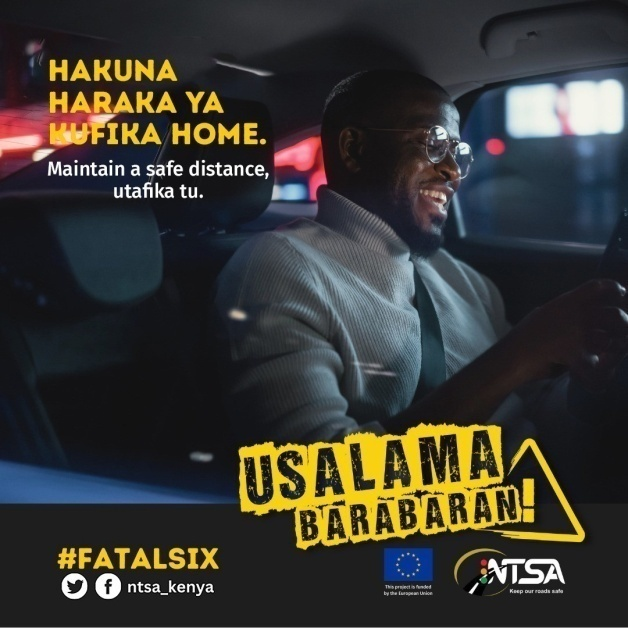 HAKUNA
HARAKA YA
KUFIKA HOME.
Maintain a safe distance,
utafika tu.
USALAMA
BARABARANI!
#FATALSIX
ntsa_kenya
This project is funded
by the European Union
NTSA
Keep our roads safe